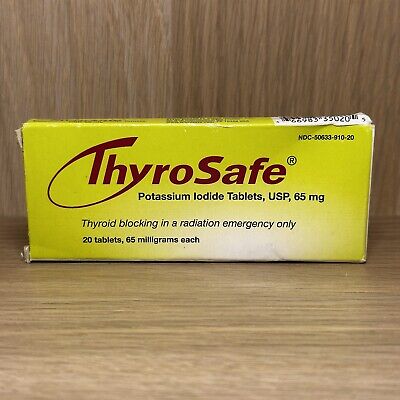 NDC-50633-910-20
ThyroSafe®
Potassium Iodide Tablets, USP, 65 mg
Thyroid blocking in a radiation emergency only
20 tablets, 65 milligrams each